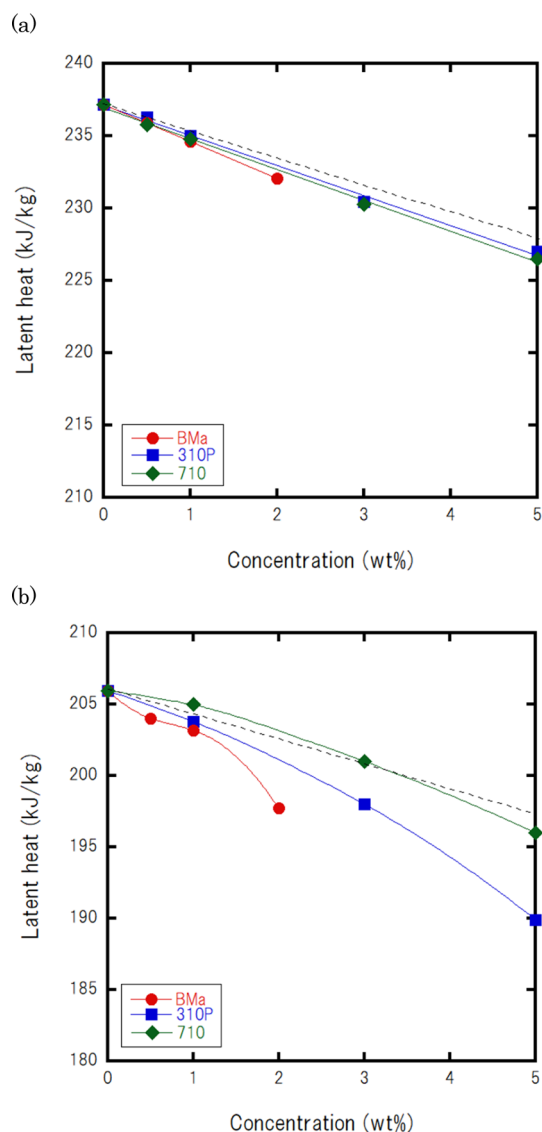 (a)
240
235
230
225
220
215
210
Latent heat (kJ/kg)
BMa
310P
710
0 1 2 3 4 5
Concentration (wt%)
(b)
210
205
200
195
190
185
180
Latent heat (kJ/kg)
BMa
310P
710
0 1 2 3 4 5
Concentration (wt%)